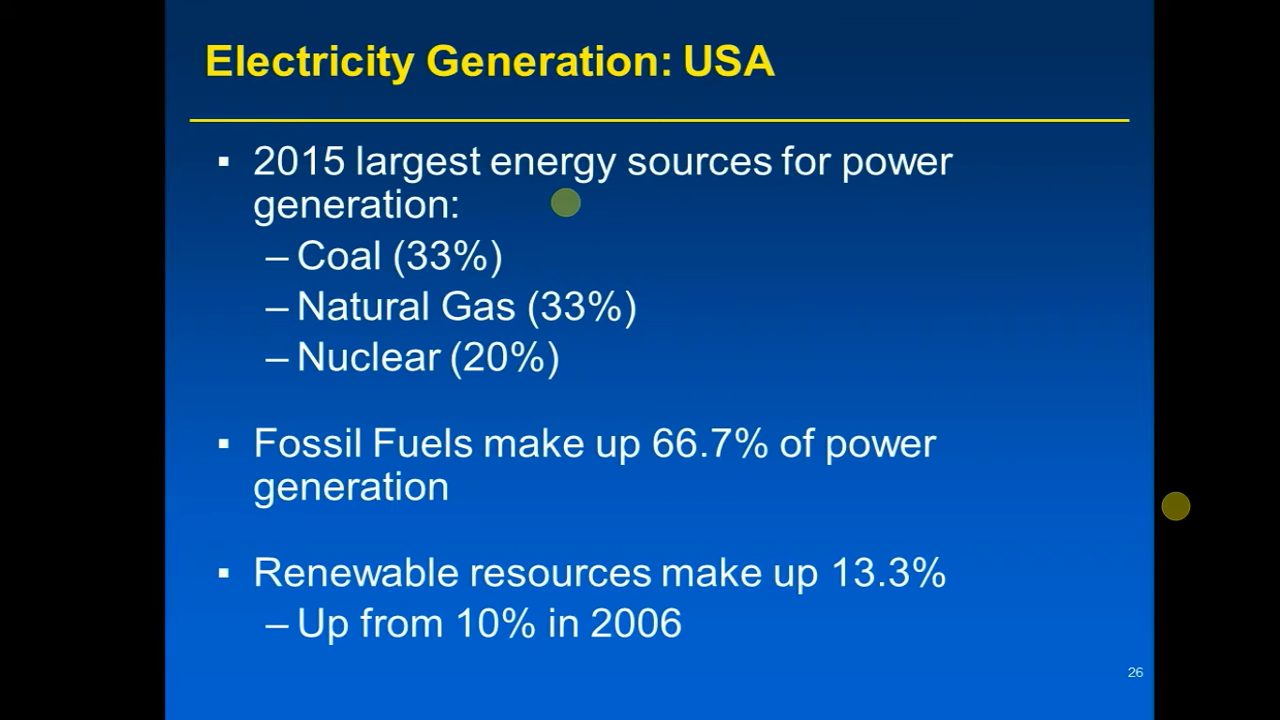 Electricity Generation: USA
▪ 2015 largest energy sources for power
generation:
– Coal (33%)
– Natural Gas (33%)
– Nuclear (20%)
▪ Fossil Fuels make up 66.7% of power
generation
▪ Renewable resources make up 13.3%
– Up from 10% in 2006
26